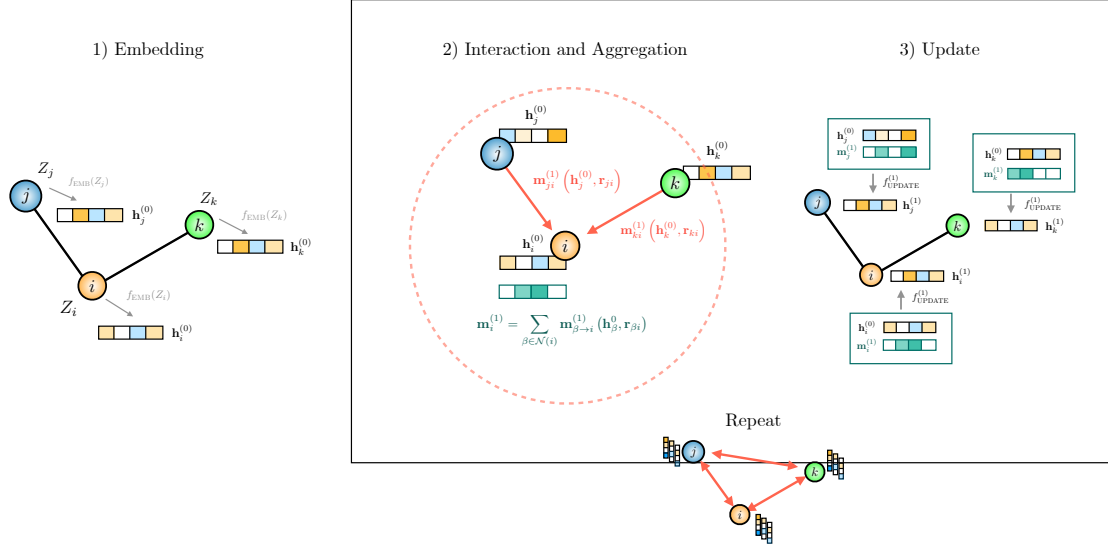 1) Embedding
2) Interaction and Aggregation
3) Update
Z_j
f_EMB(Z_j)
j
h_j^(0)
Z_k
f_EMB(Z_k)
k
h_k^(0)
i
Z_i
f_EMB(Z_i)
h_i^(0)
h_j^(0)
j
h_k^(0)
k
m_ji^(1) (h_j^(0), r_ji)
m_ki^(1) (h_k^(0), r_ki)
h_i^(0)
i
m_i^(1) = ∑_{β∈N(i)} m_{β→i}^(1) (h_β^0, r_βi)
h_j^(0)
m_j^(1)
h_k^(0)
m_k^(1)
f_UPDATE^(1)
j
h_j^(1)
f_UPDATE^(1)
k
h_k^(1)
i
h_i^(1)
f_UPDATE^(1)
h_i^(0)
m_i^(1)
Repeat
j
k
i